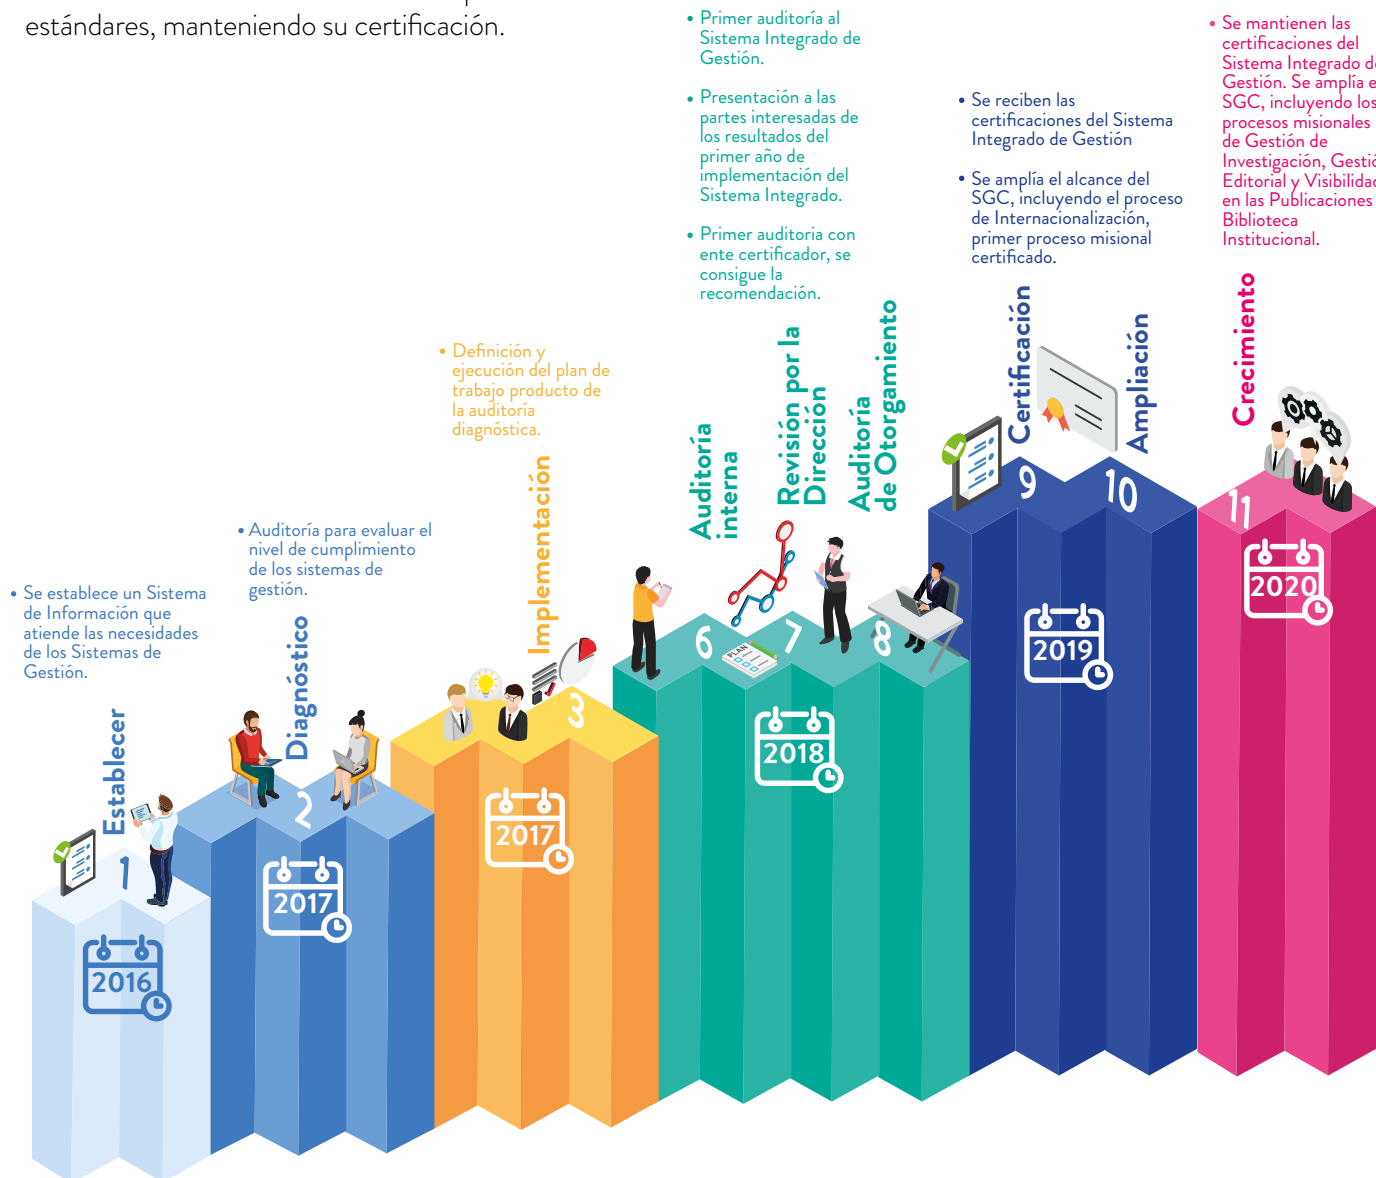 estándares, manteniendo su certificación.
• Se establece un Sistema
de Información que
atiende las necesidades
de los Sistemas de
Gestión.
Establecer
1
2016
• Auditoría para evaluar el
nivel de cumplimiento
de los sistemas de
gestión.
Diagnóstico
2
2017
• Definición y
ejecución del plan de
trabajo producto de
la auditoría
diagnóstica.
Implementación
3
2017
• Primer auditoría al
Sistema Integrado de
Gestión.
• Presentación a las
partes interesadas de
los resultados del
primer año de
implementación del
Sistema Integrado.
• Primer auditoria con
ente certificador, se
consigue la
recomendación.
Auditoría
interna
Revisión por la
Dirección
Auditoría
de Otorgamiento
6
PLAN
7
8
2018
• Se reciben las
certificaciones del Sistema
Integrado de Gestión
• Se amplía el alcance del
SGC, incluyendo el proceso
de Internacionalización,
primer proceso misional
certificado.
Certificación
Ampliación
9
10
2019
• Se mantienen las
certificaciones del
Sistema Integrado
Gestión. Se amplía
SGC, incluyendo los
procesos misionales
de Gestión de
Investigación,
Editorial y
en las Publicaciones
Biblioteca
Institucional.
Crecimiento
11
2020